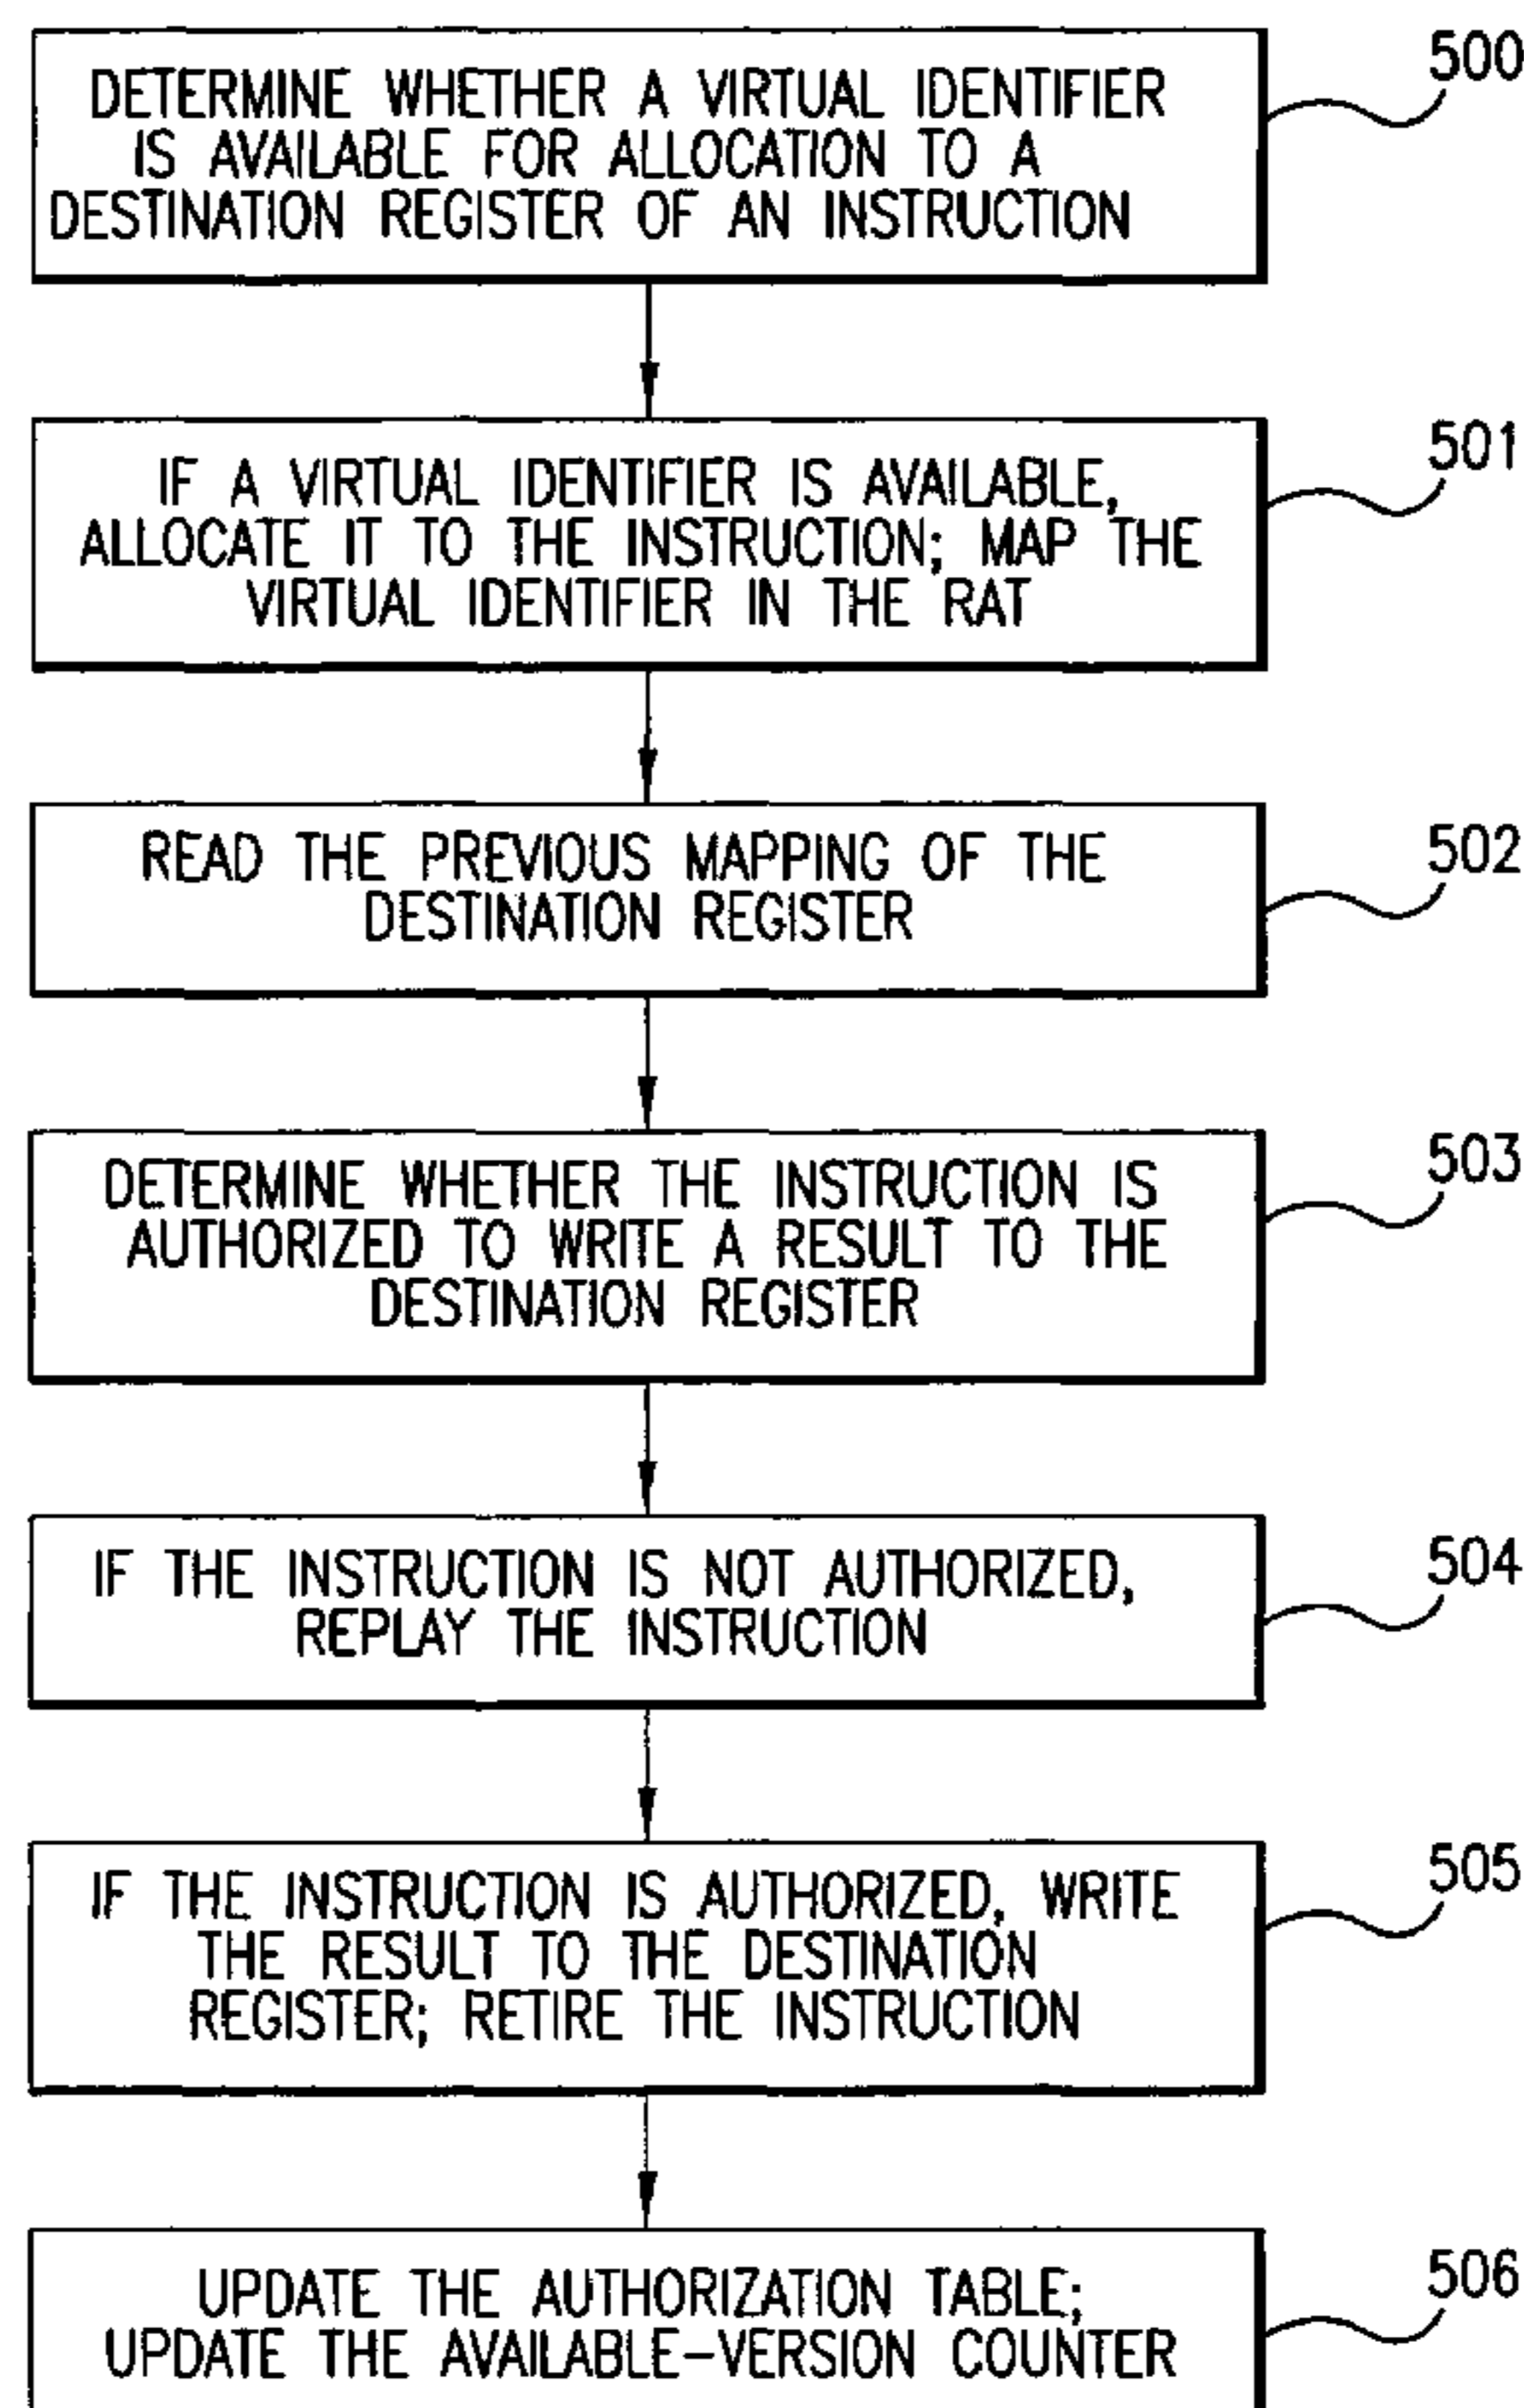 500
DETERMINE WHETHER A VIRTUAL IDENTIFIER
IS AVAILABLE FOR ALLOCATION TO A
DESTINATION REGISTER OF AN INSTRUCTION
501
IF A VIRTUAL IDENTIFIER IS AVAILABLE,
ALLOCATE IT TO THE INSTRUCTION; MAP THE
VIRTUAL IDENTIFIER IN THE RAT
502
READ THE PREVIOUS MAPPING OF THE
DESTINATION REGISTER
503
DETERMINE WHETHER THE INSTRUCTION IS
AUTHORIZED TO WRITE A RESULT TO THE
DESTINATION REGISTER
504
IF THE INSTRUCTION IS NOT AUTHORIZED,
REPLAY THE INSTRUCTION
505
IF THE INSTRUCTION IS AUTHORIZED, WRITE
THE RESULT TO THE DESTINATION
REGISTER; RETIRE THE INSTRUCTION
506
UPDATE THE AUTHORIZATION TABLE;
UPDATE THE AVAILABLE-VERSION COUNTER